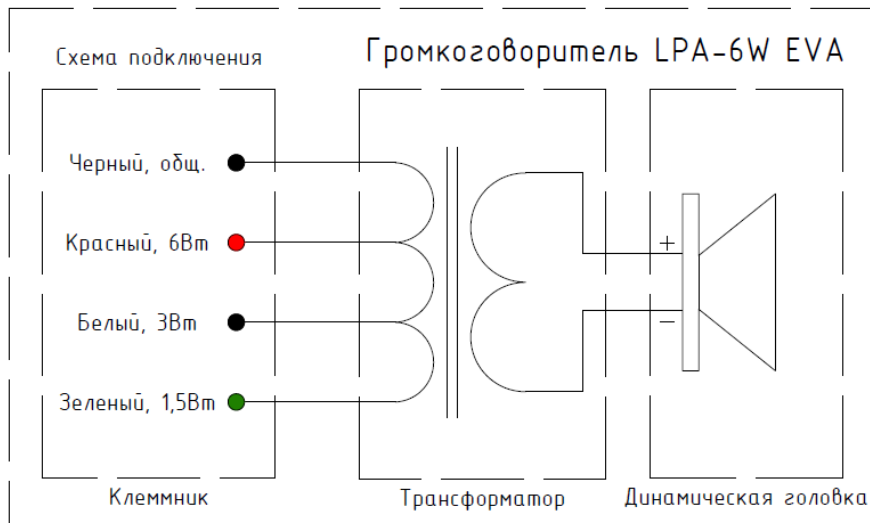 Схема подключения
Громкоговоритель LPA-6W EVA
Черный, общ.
Красный, 6Вт
Белый, 3Вт
Зеленый, 1,5Вт
+
−
Клеммник
Трансформатор
Динамическая головка